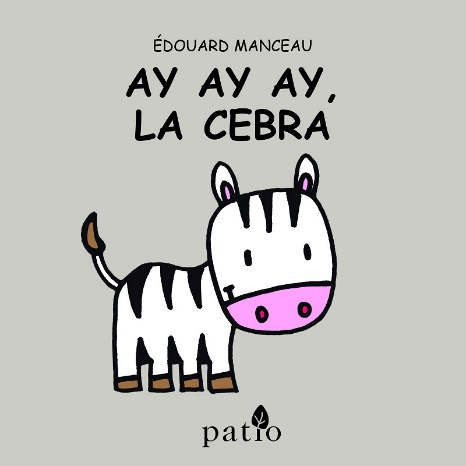 ÉDOUARD MANCEAU
AY AY AY,
LA CEBRA
patio